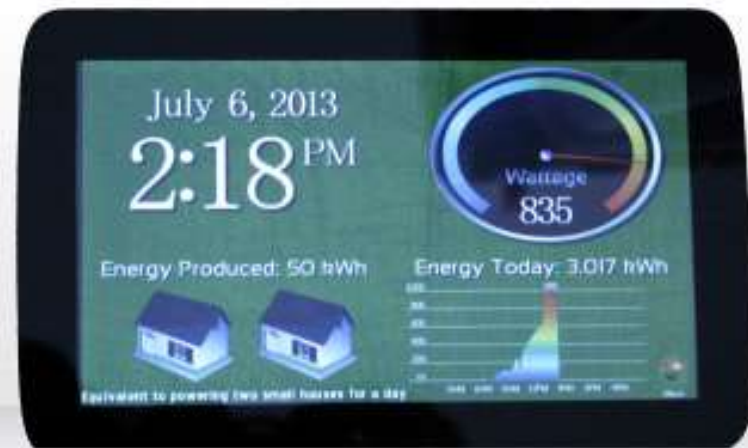 July 6, 2013
2:18 PM
Wattage
835
Energy Produced: 50 kWh
Energy Today: 3.017 kWh
Equivalent to powering two small houses for a day